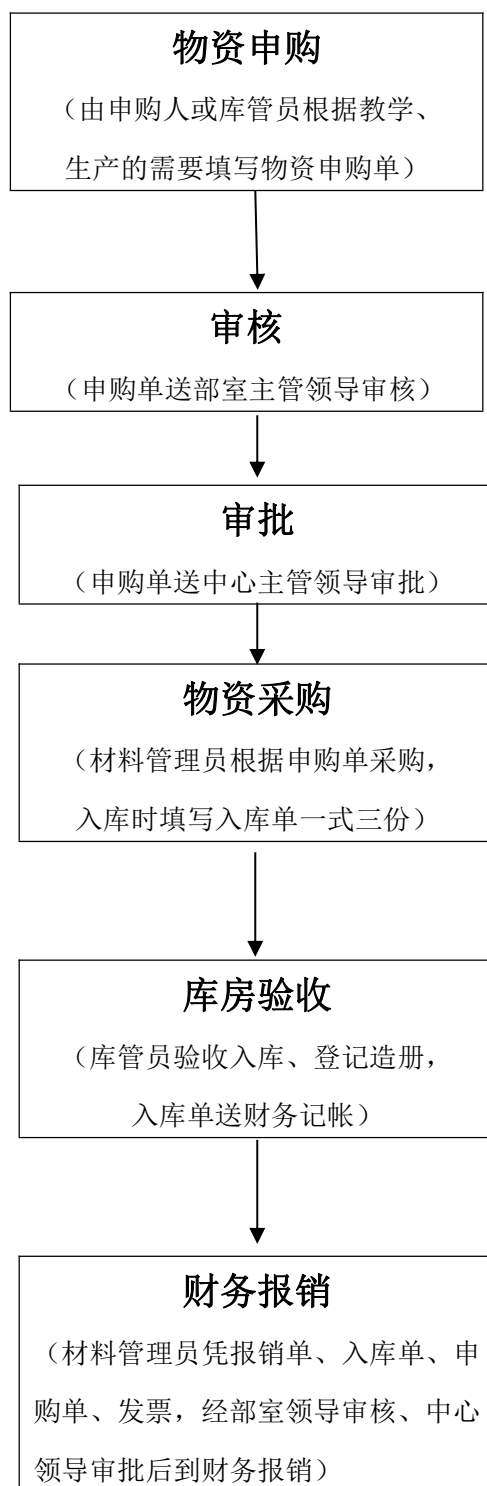 物资申购
（由申购人或库管员根据教学、
生产的需要填写物资申购单）
审核
（申购单送部室主管领导审核）
审批
（申购单送中心主管领导审批）
物资采购
（材料管理员根据申购单采购，
入库时填写入库单一式三份）
库房验收
（库管员验收入库、登记造册，
入库单送财务记帐）
财务报销
（材料管理员凭报销单、入库单、申
购单、发票，经部室领导审核、中心
领导审批后到财务报销）